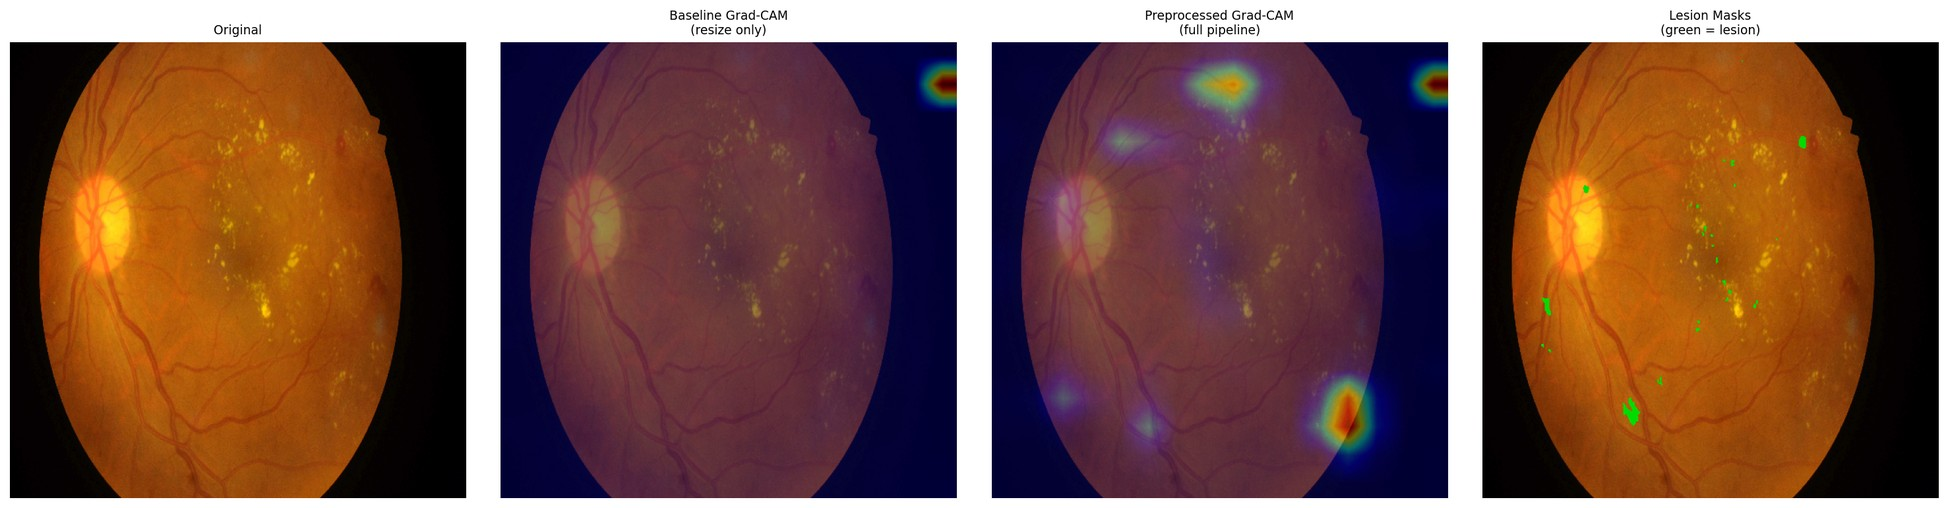 Original
Baseline Grad-CAM
(resize only)
Preprocessed Grad-CAM
(full pipeline)
Lesion Masks
(green = lesion)